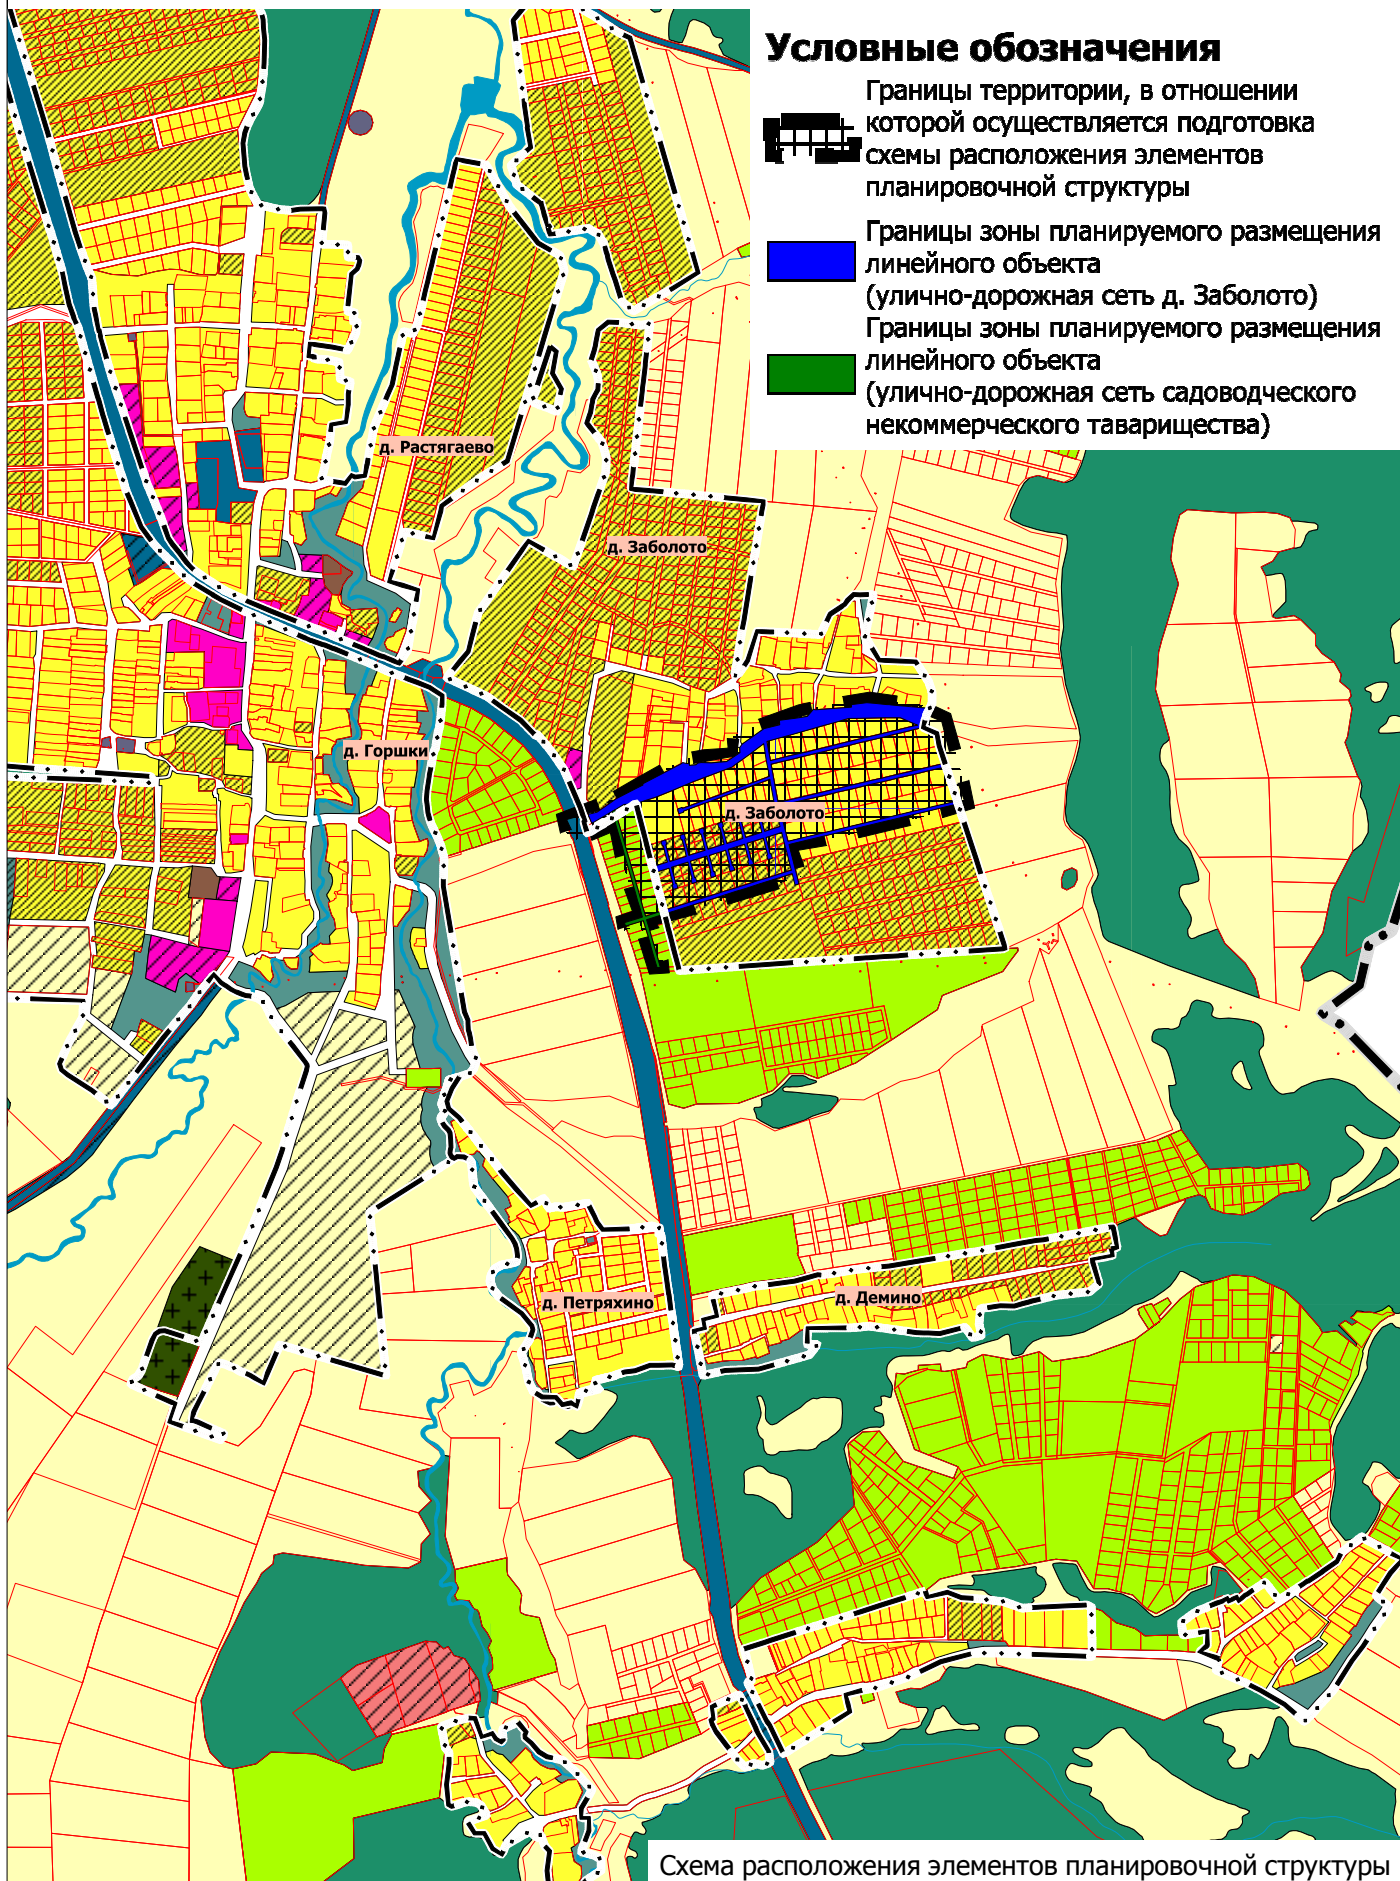 Условные обозначения
Границы территории, в отношении
которой осуществляется подготовка
схемы расположения элементов
планировочной структуры
Границы зоны планируемого размещения
линейного объекта
(улично-дорожная сеть д. Заболото)
Границы зоны планируемого размещения
линейного объекта
(улично-дорожная сеть садоводческого
некоммерческого таварищества)
д. Растягаево
д. Заболото
д. Горшки
д. Заболото
д. Петряхино
д. Демино
Схема расположения элементов планировочной структуры